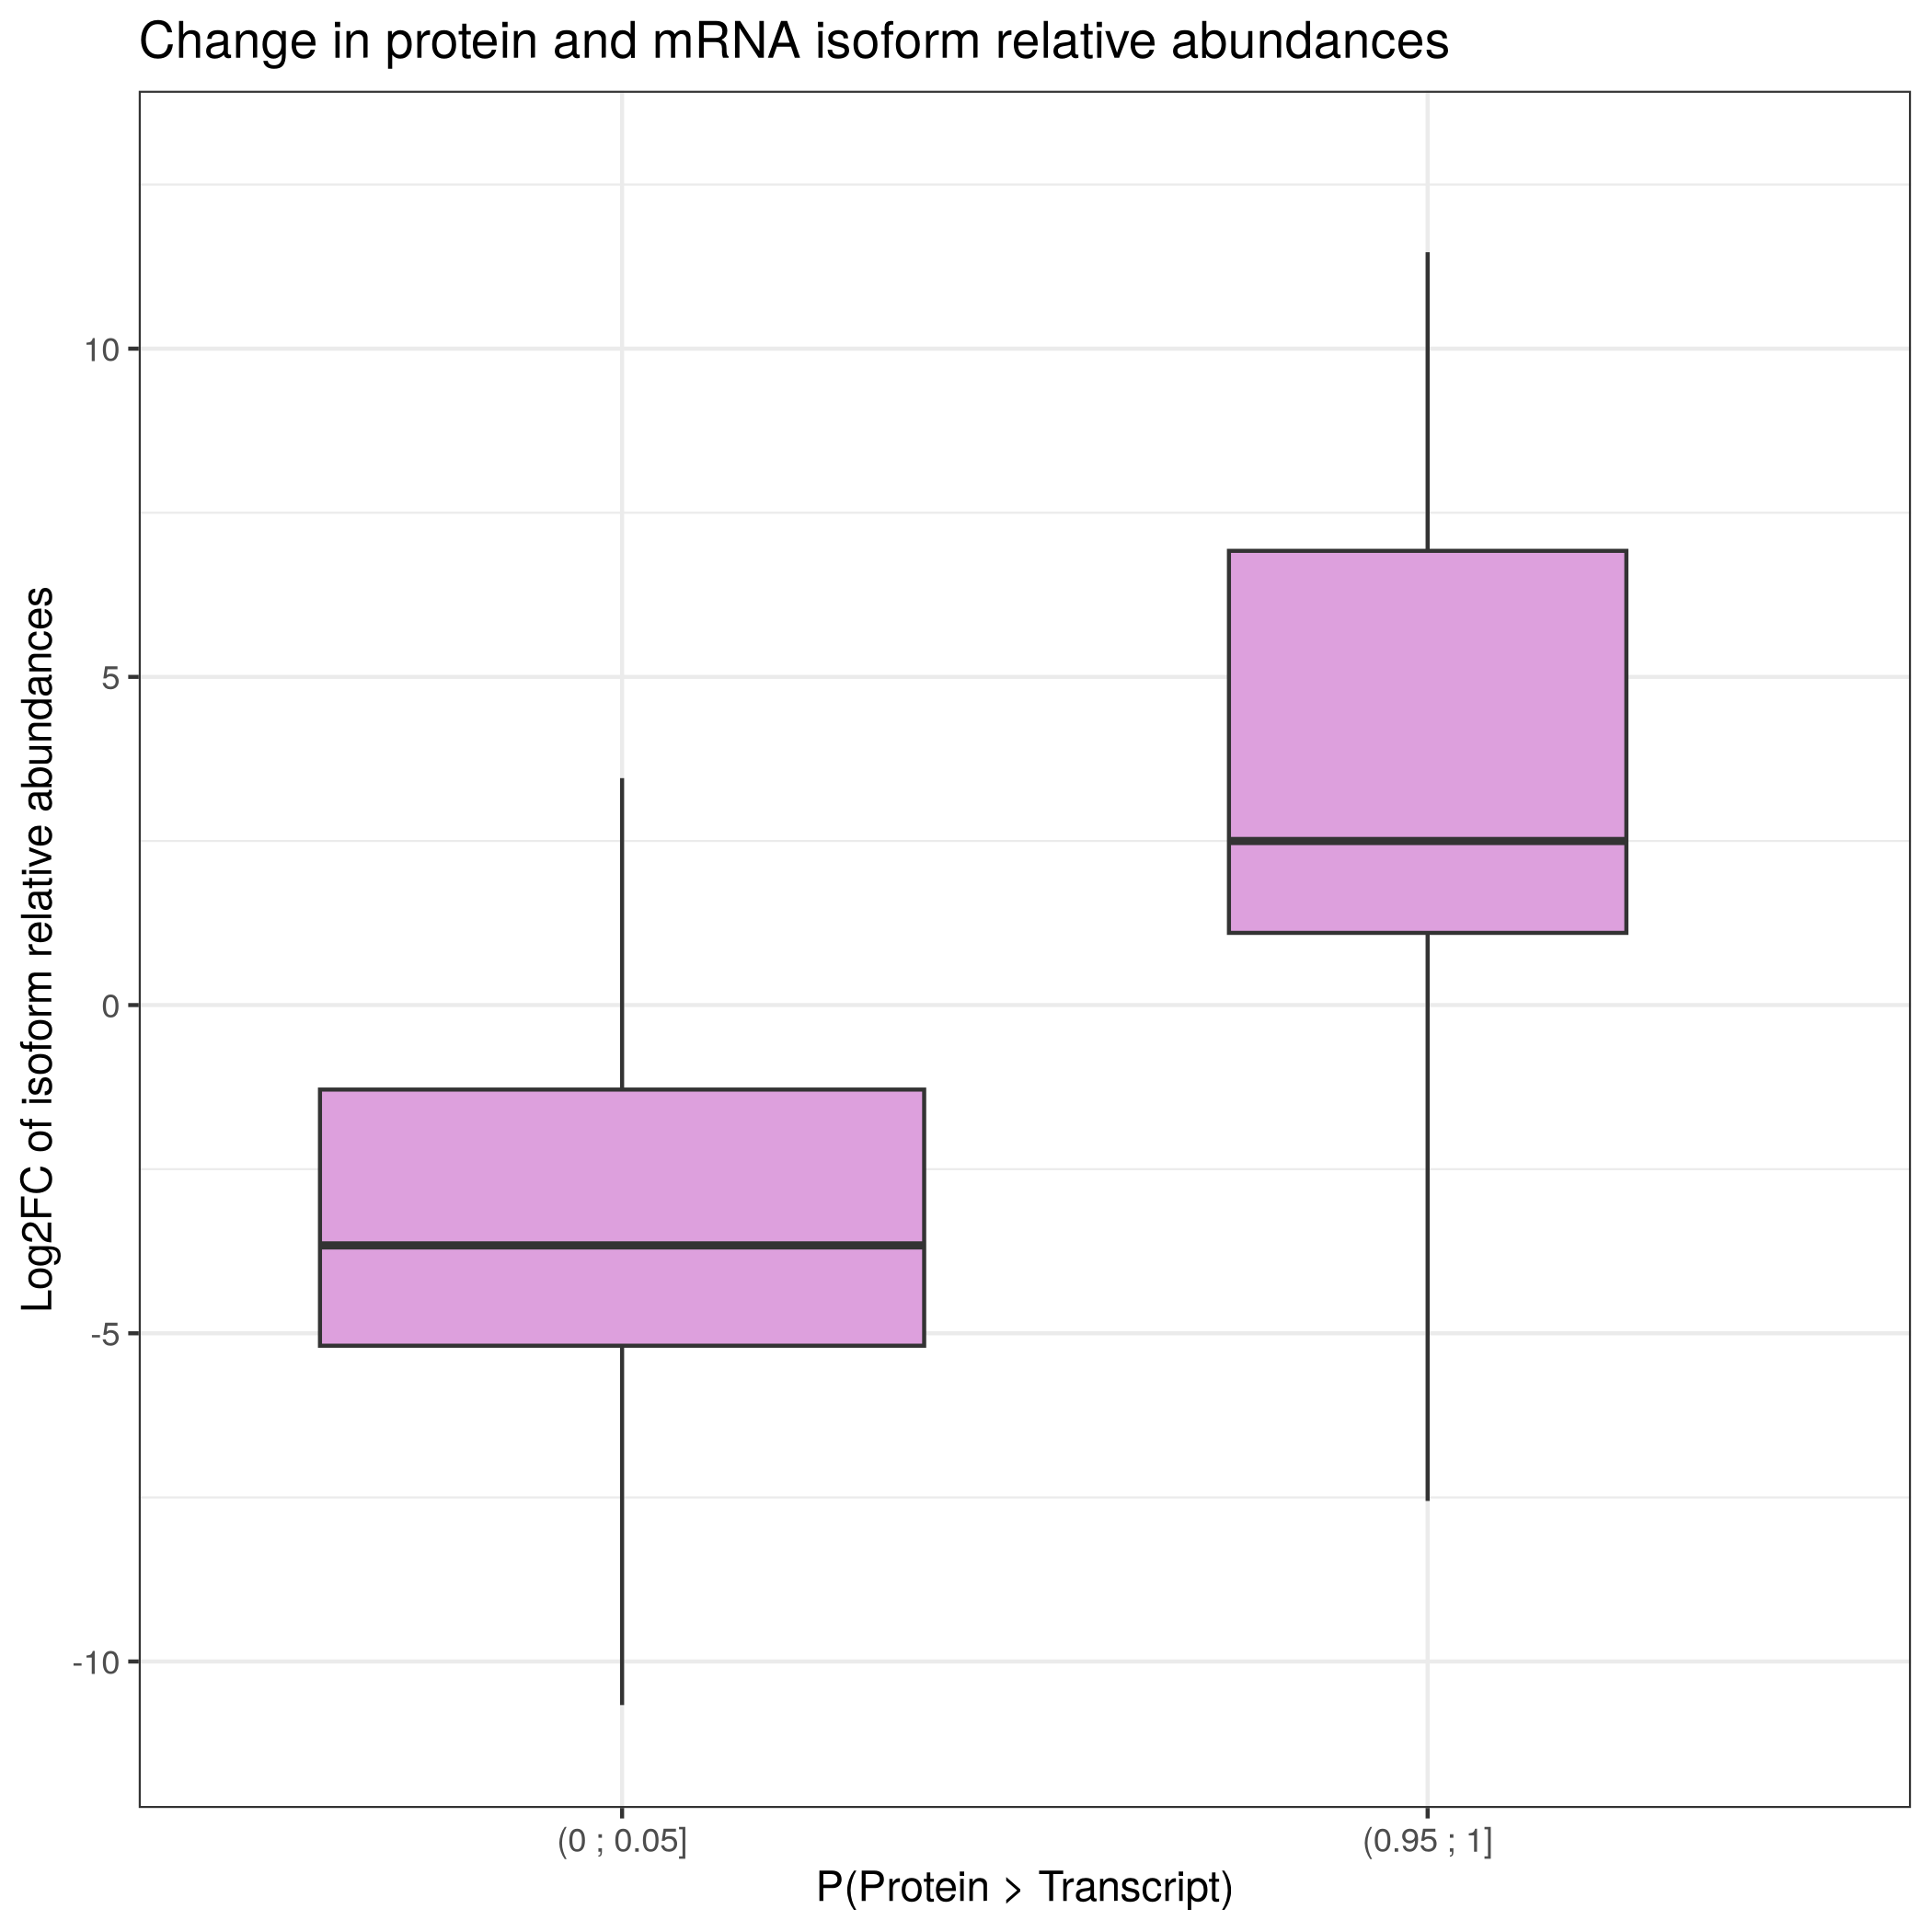 Change in protein and mRNA isoform relative abundances
Log2FC of isoform relative abundances
10
5
0
-5
-10
(0 ; 0.05]
(0.95 ; 1]
P(Protein > Transcript)